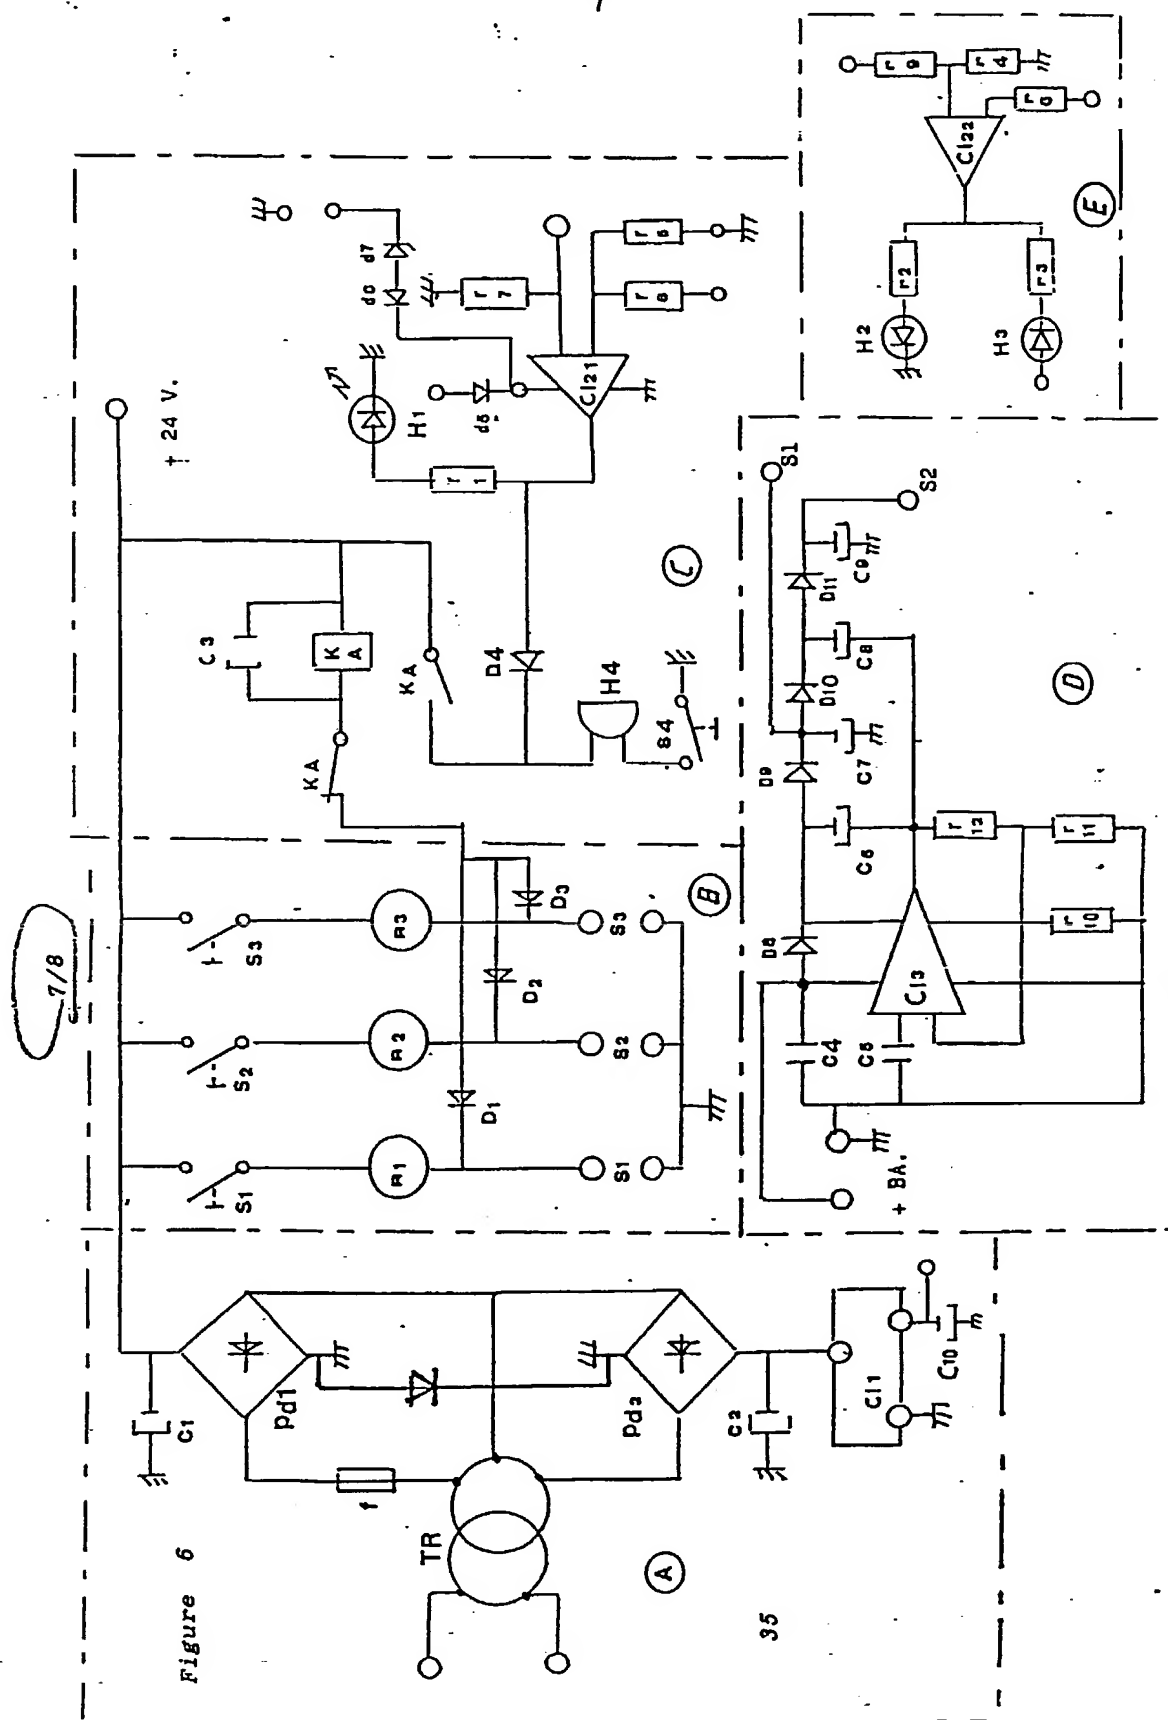 7/8
Figure 6
35
TR
f
Pd1
C1
Pd2
C2
CI1
C10
A
S1
S2
S3
R1
R2
R3
D1
D2
D3
S1
S2
S3
B
+ 24 V.
C3
KA
KA
KA
D4
H4
S4
H1
r1
d5
d7
r7
r8
r5
CI21
C
+ BA.
C4
C5
CI3
D8
r10
r11
r12
C6
D9
C7
D10
C8
D11
C9
S1
S2
D
H2
H3
r2
r3
CI22
r9
r4
E